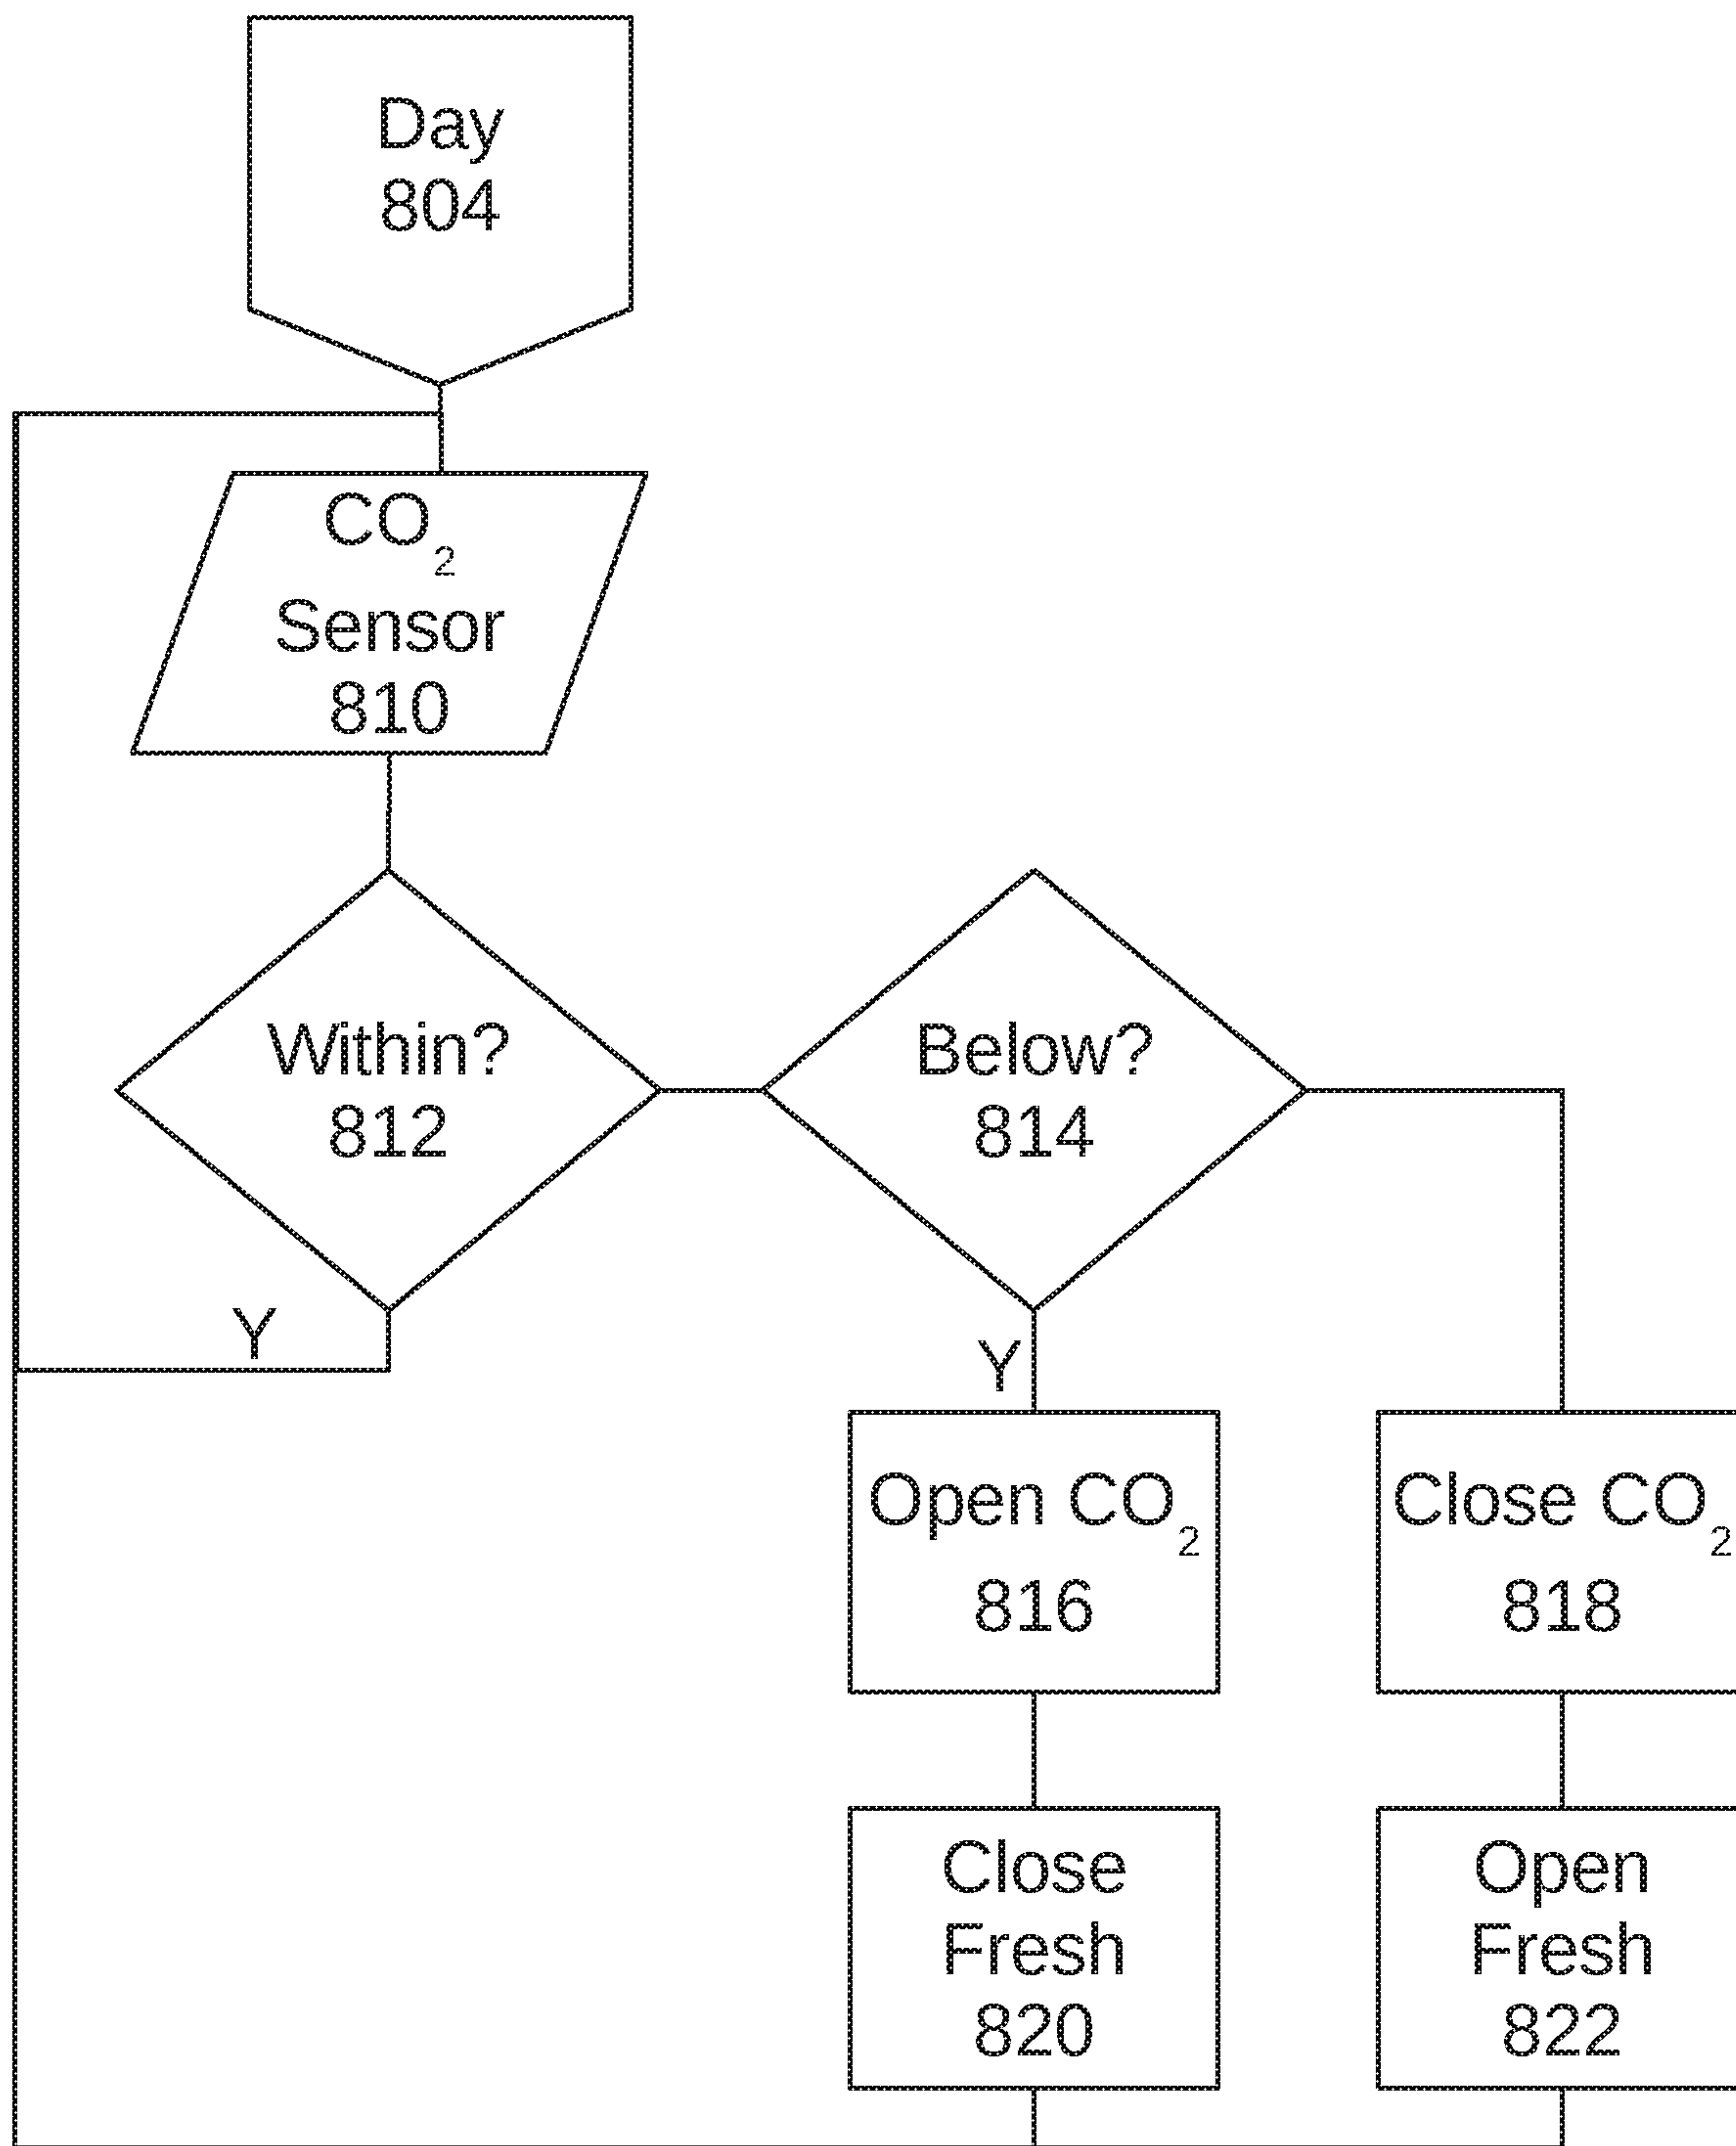 Day
804
CO2
Sensor
810
Within?
812
Below?
814
Y
Y
Open CO2
816
Close CO2
818
Close
Fresh
820
Open
Fresh
822